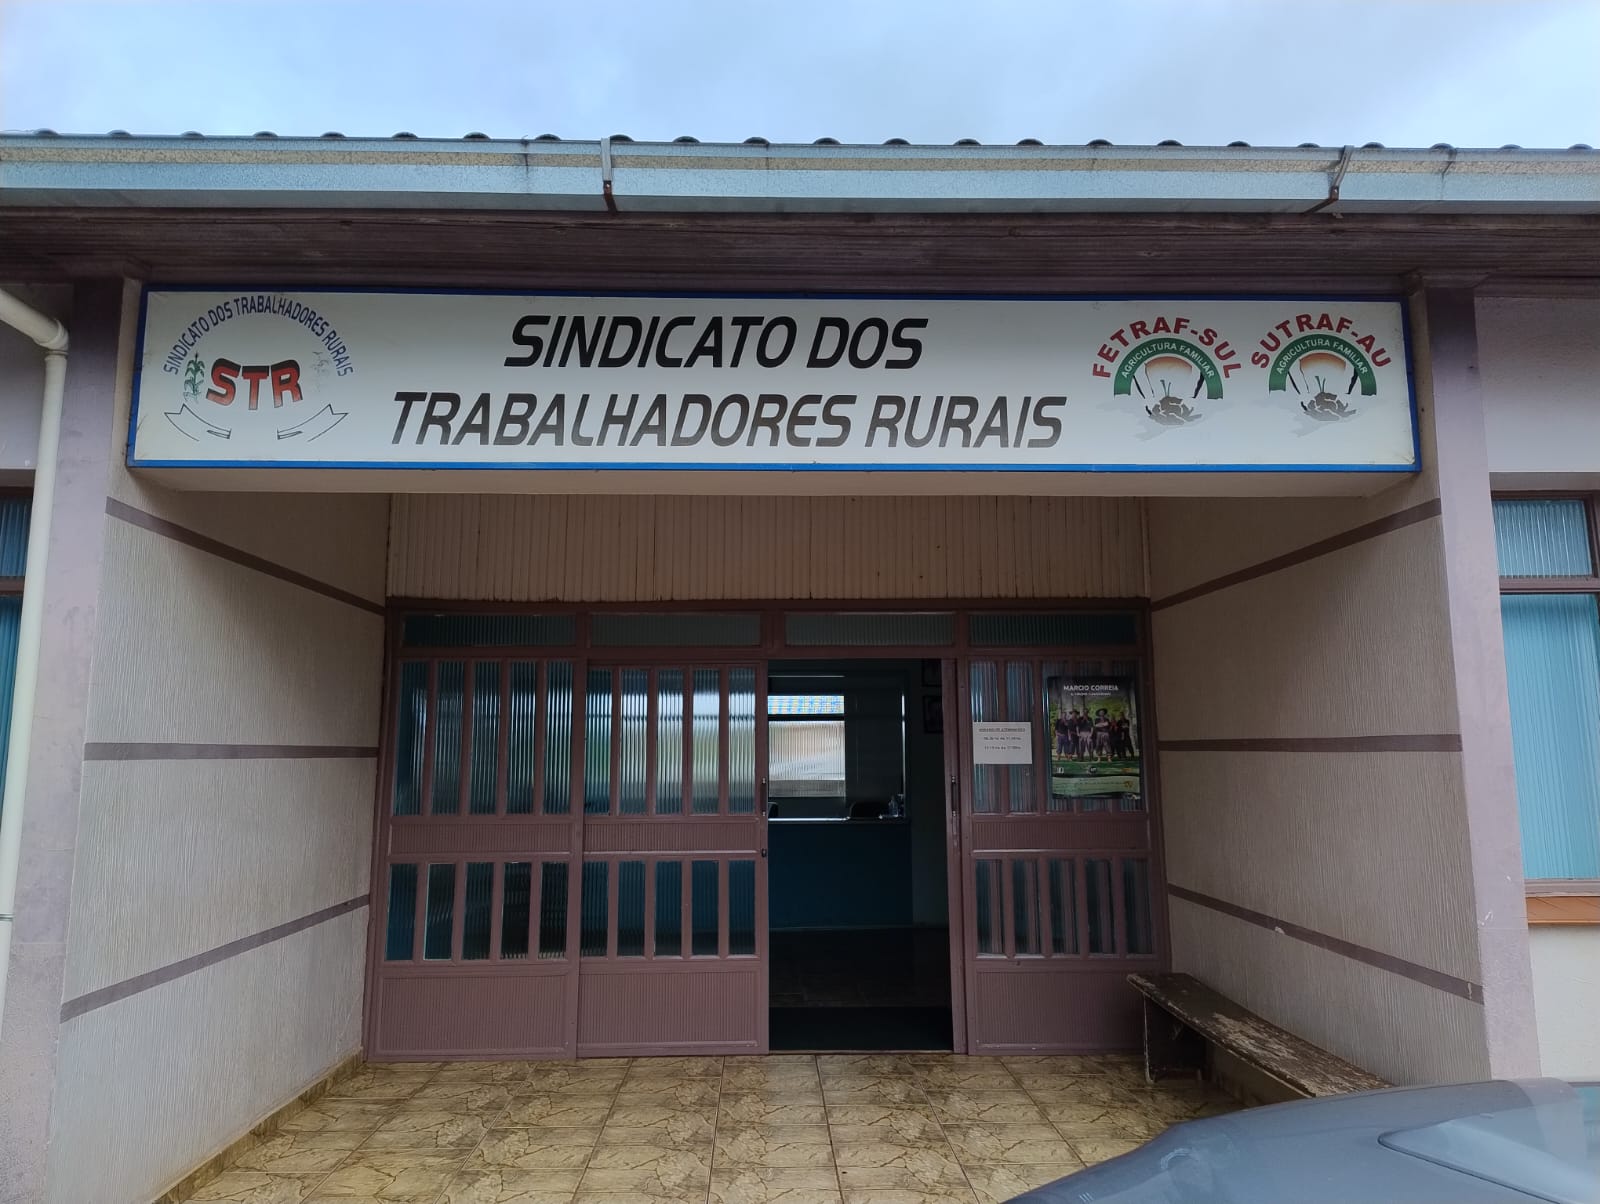 SINDICATO DOS TRABALHADORES RURAIS
STR
SINDICATO DOS
TRABALHADORES RURAIS
FETRAF-SUL
AGRICULTURA FAMILIAR
SUTRAF-AU
AGRICULTURA FAMILIAR
MARCIO CORREIA